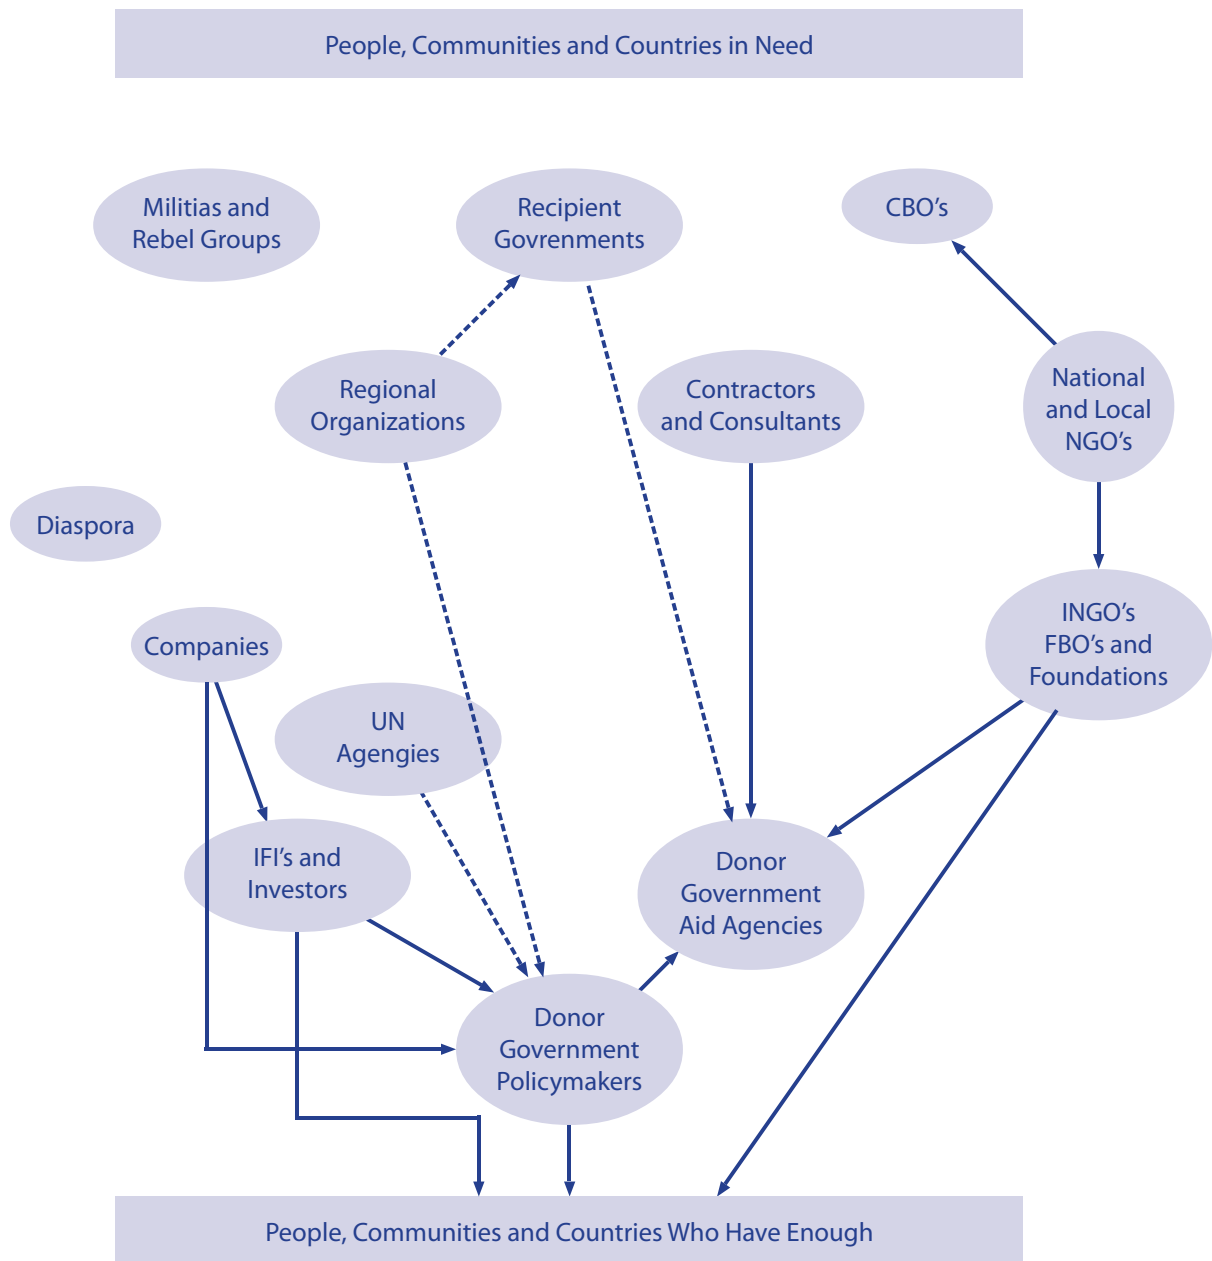 People, Communities and Countries in Need
Militias and
Rebel Groups
Recipient
Govrenments
CBO's
Regional
Organizations
Contractors
and Consultants
National
and Local
NGO's
Diaspora
Companies
INGO's
FBO's and
Foundations
UN
Agengies
IFI's and
Investors
Donor
Government
Aid Agencies
Donor
Government
Policymakers
People, Communities and Countries Who Have Enough